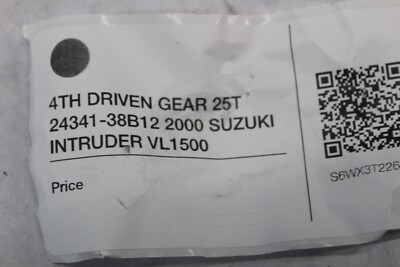 4TH DRIVEN GEAR 25T
24341-38B12 2000 SUZUKI
INTRUDER VL1500
Price
S6WX3T226